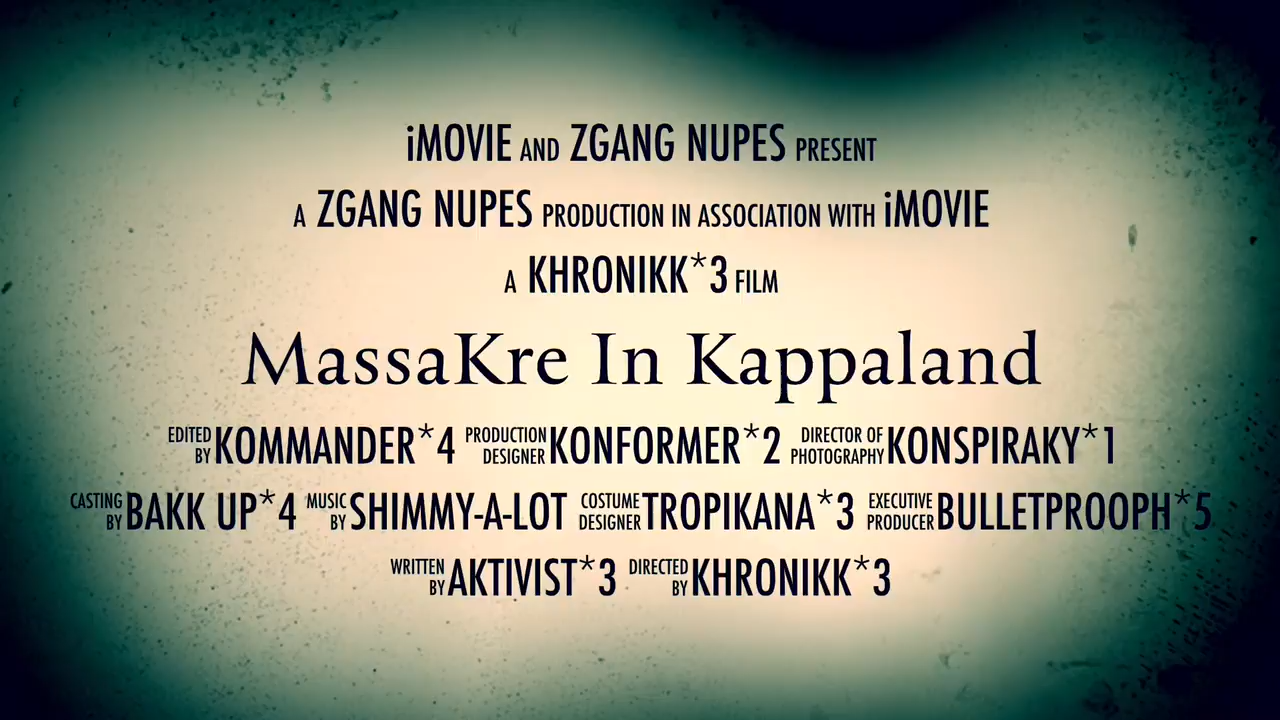 iMOVIE AND ZGANG NUPES PRESENT
A ZGANG NUPES PRODUCTION IN ASSOCIATION WITH iMOVIE
A KHRONIKK*3 FILM
MassaKre In Kappaland
EDITED BY KOMMANDER*4 PRODUCTION DESIGNER KONFORMER*2 DIRECTOR OF PHOTOGRAPHY KONSPIRAKY*1
CASTING BY BAKK UP*4 MUSIC BY SHIMMY-A-LOT COSTUME DESIGNER TROPIKANA*3 EXECUTIVE PRODUCER BULLETPROOPH*5
WRITTEN BY AKTIVIST*3 DIRECTED BY KHRONIKK*3